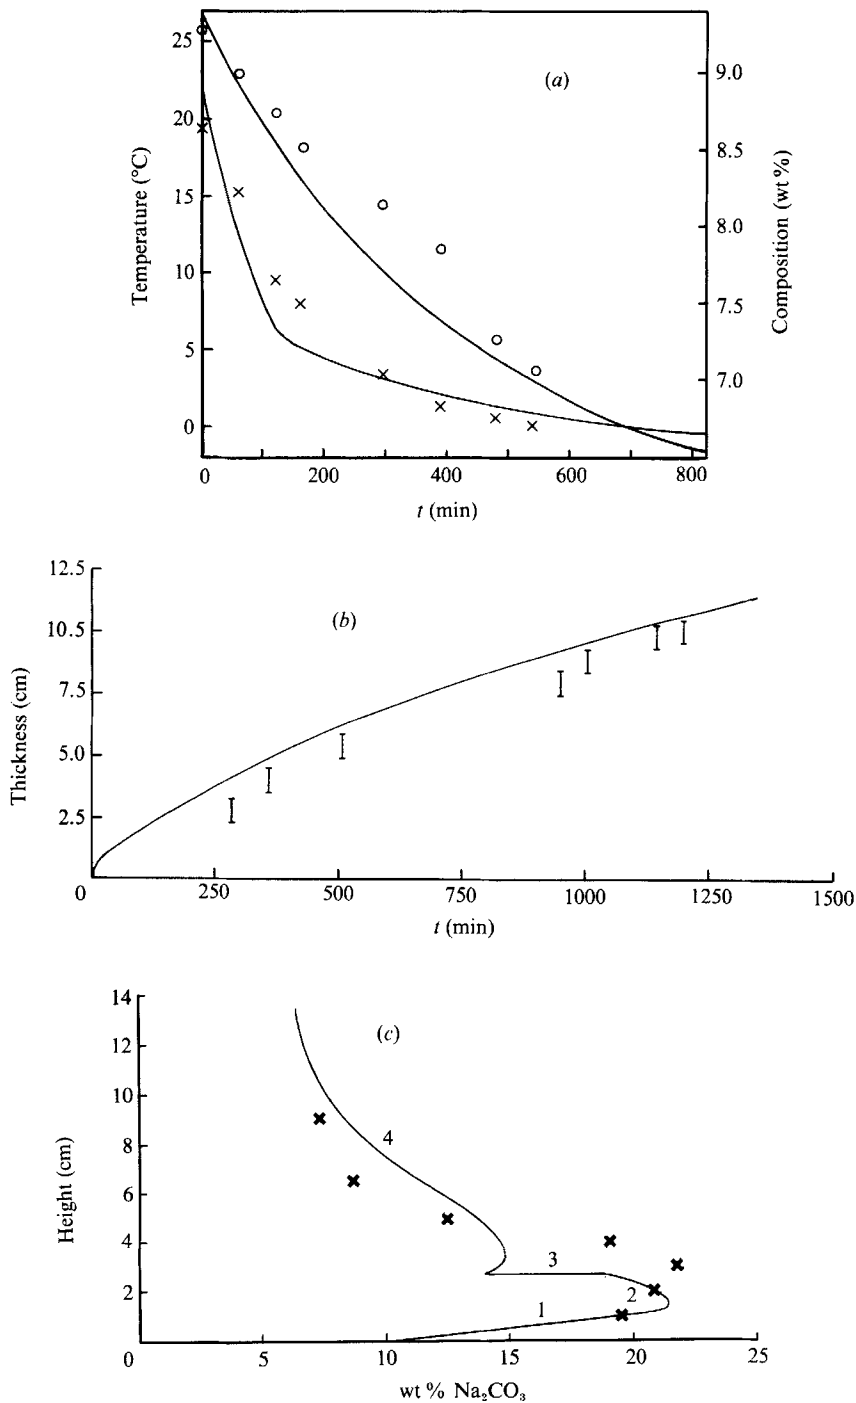 (a)
25
20
15
10
5
0
Temperature (°C)
9.0
8.5
8.0
7.5
7.0
Composition (wt %)
0 200 400 600 800
t (min)
(b)
12.5
10.5
7.5
5.0
2.5
0
Thickness (cm)
250 500 750 1000 1250 1500
t (min)
(c)
14
12
10
8
6
4
2
0
Height (cm)
4
3
2
1
5 10 15 20 25
wt % Na₂CO₃